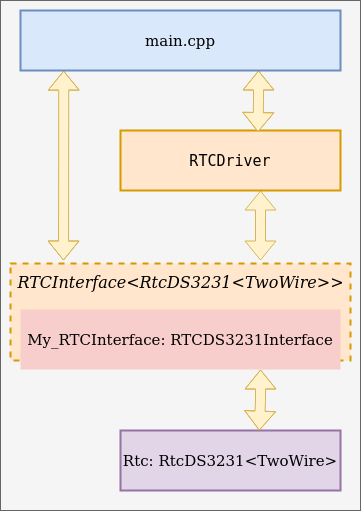 main.cpp
RTCDriver
RTCInterface<RtcDS3231<TwoWire>>
My_RTCInterface: RTCDS3231Interface
Rtc: RtcDS3231<TwoWire>